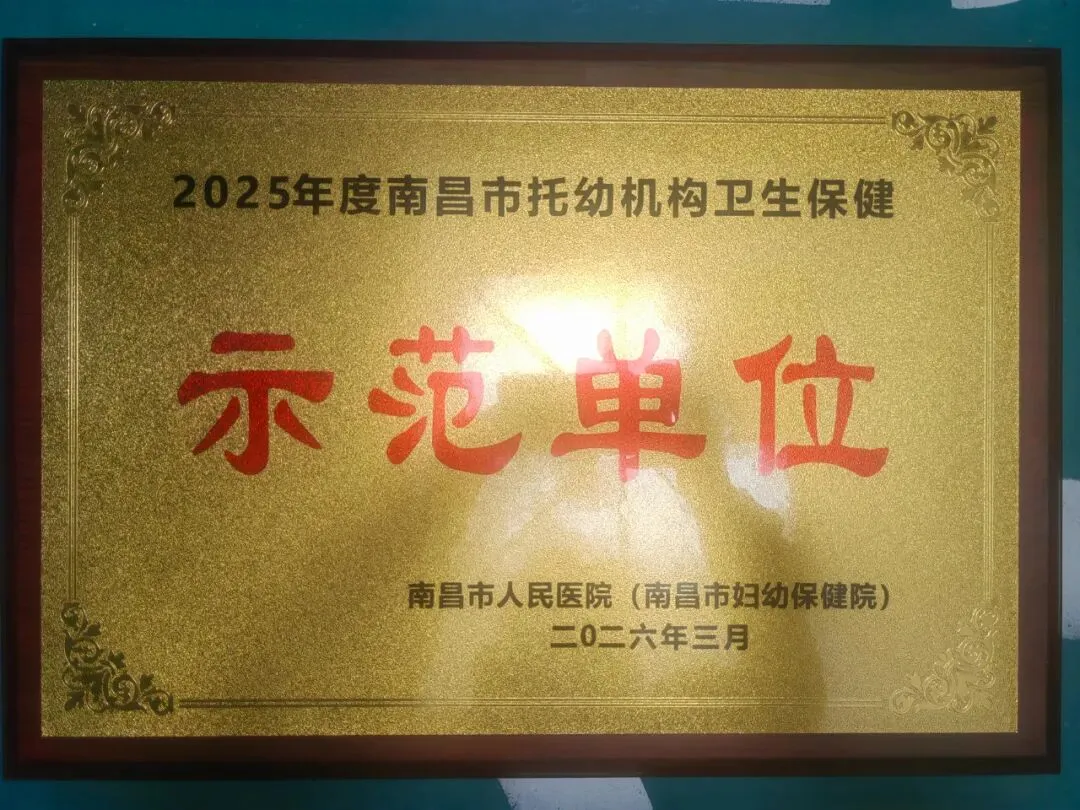 2025年度南昌市托幼机构卫生保健
示范单位
南昌市人民医院（南昌市妇幼保健院）
二0二六年三月